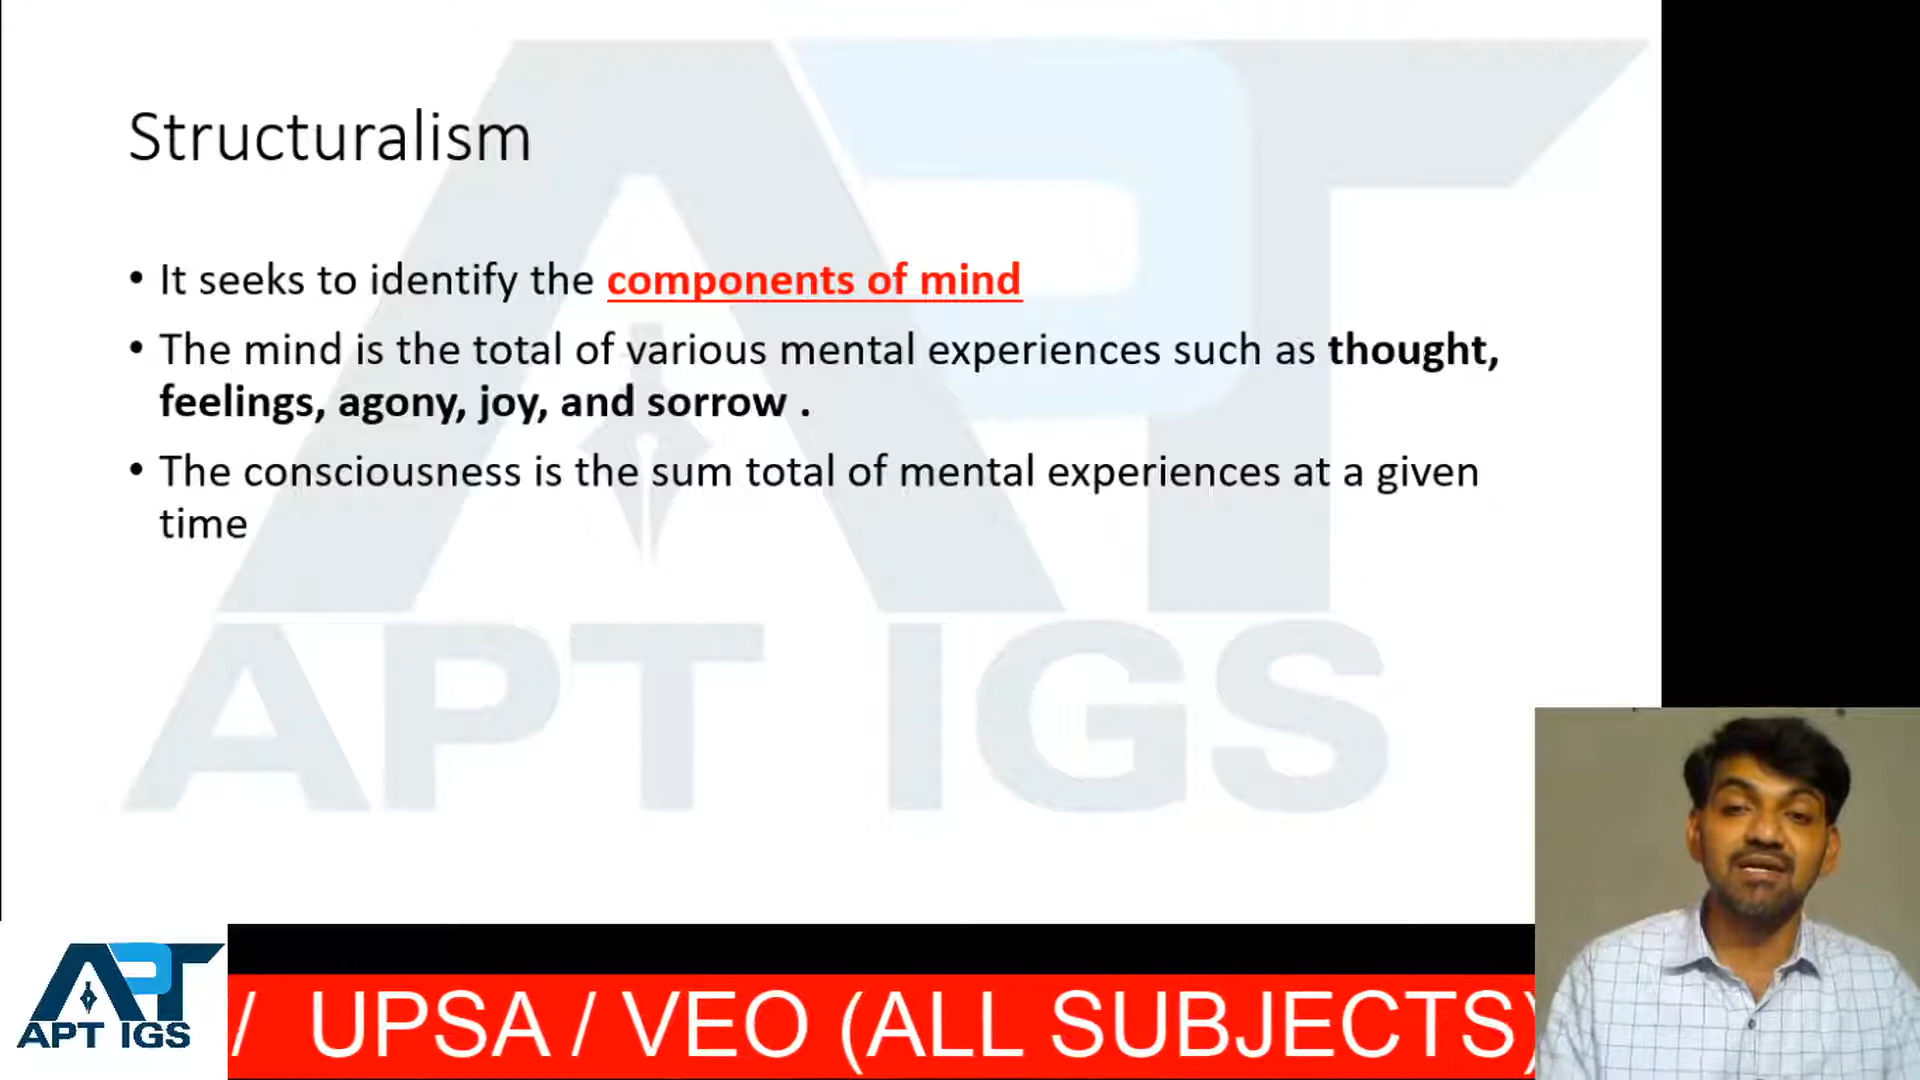 Structuralism
• It seeks to identify the components of mind
• The mind is the total of various mental experiences such as thought,
feelings, agony, joy, and sorrow .
• The consciousness is the sum total of mental experiences at a given
time
APT
APT IGS
APT
APT IGS
/ UPSA / VEO (ALL SUBJECTS)